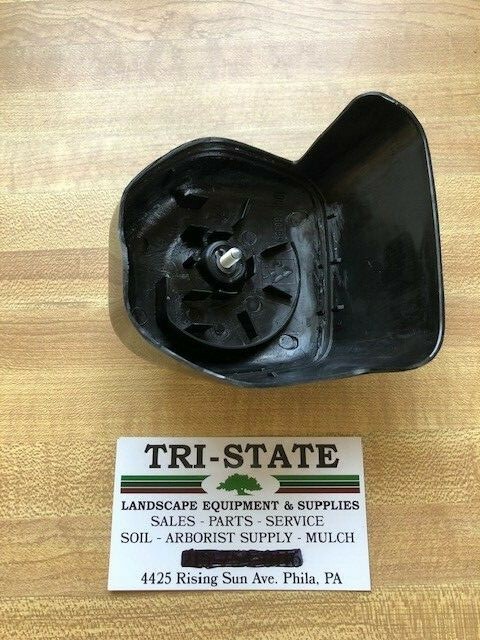 TRI-STATE
LANDSCAPE EQUIPMENT & SUPPLIES
SALES - PARTS - SERVICE
SOIL - ARBORIST SUPPLY - MULCH
4425 Rising Sun Ave. Phila, PA